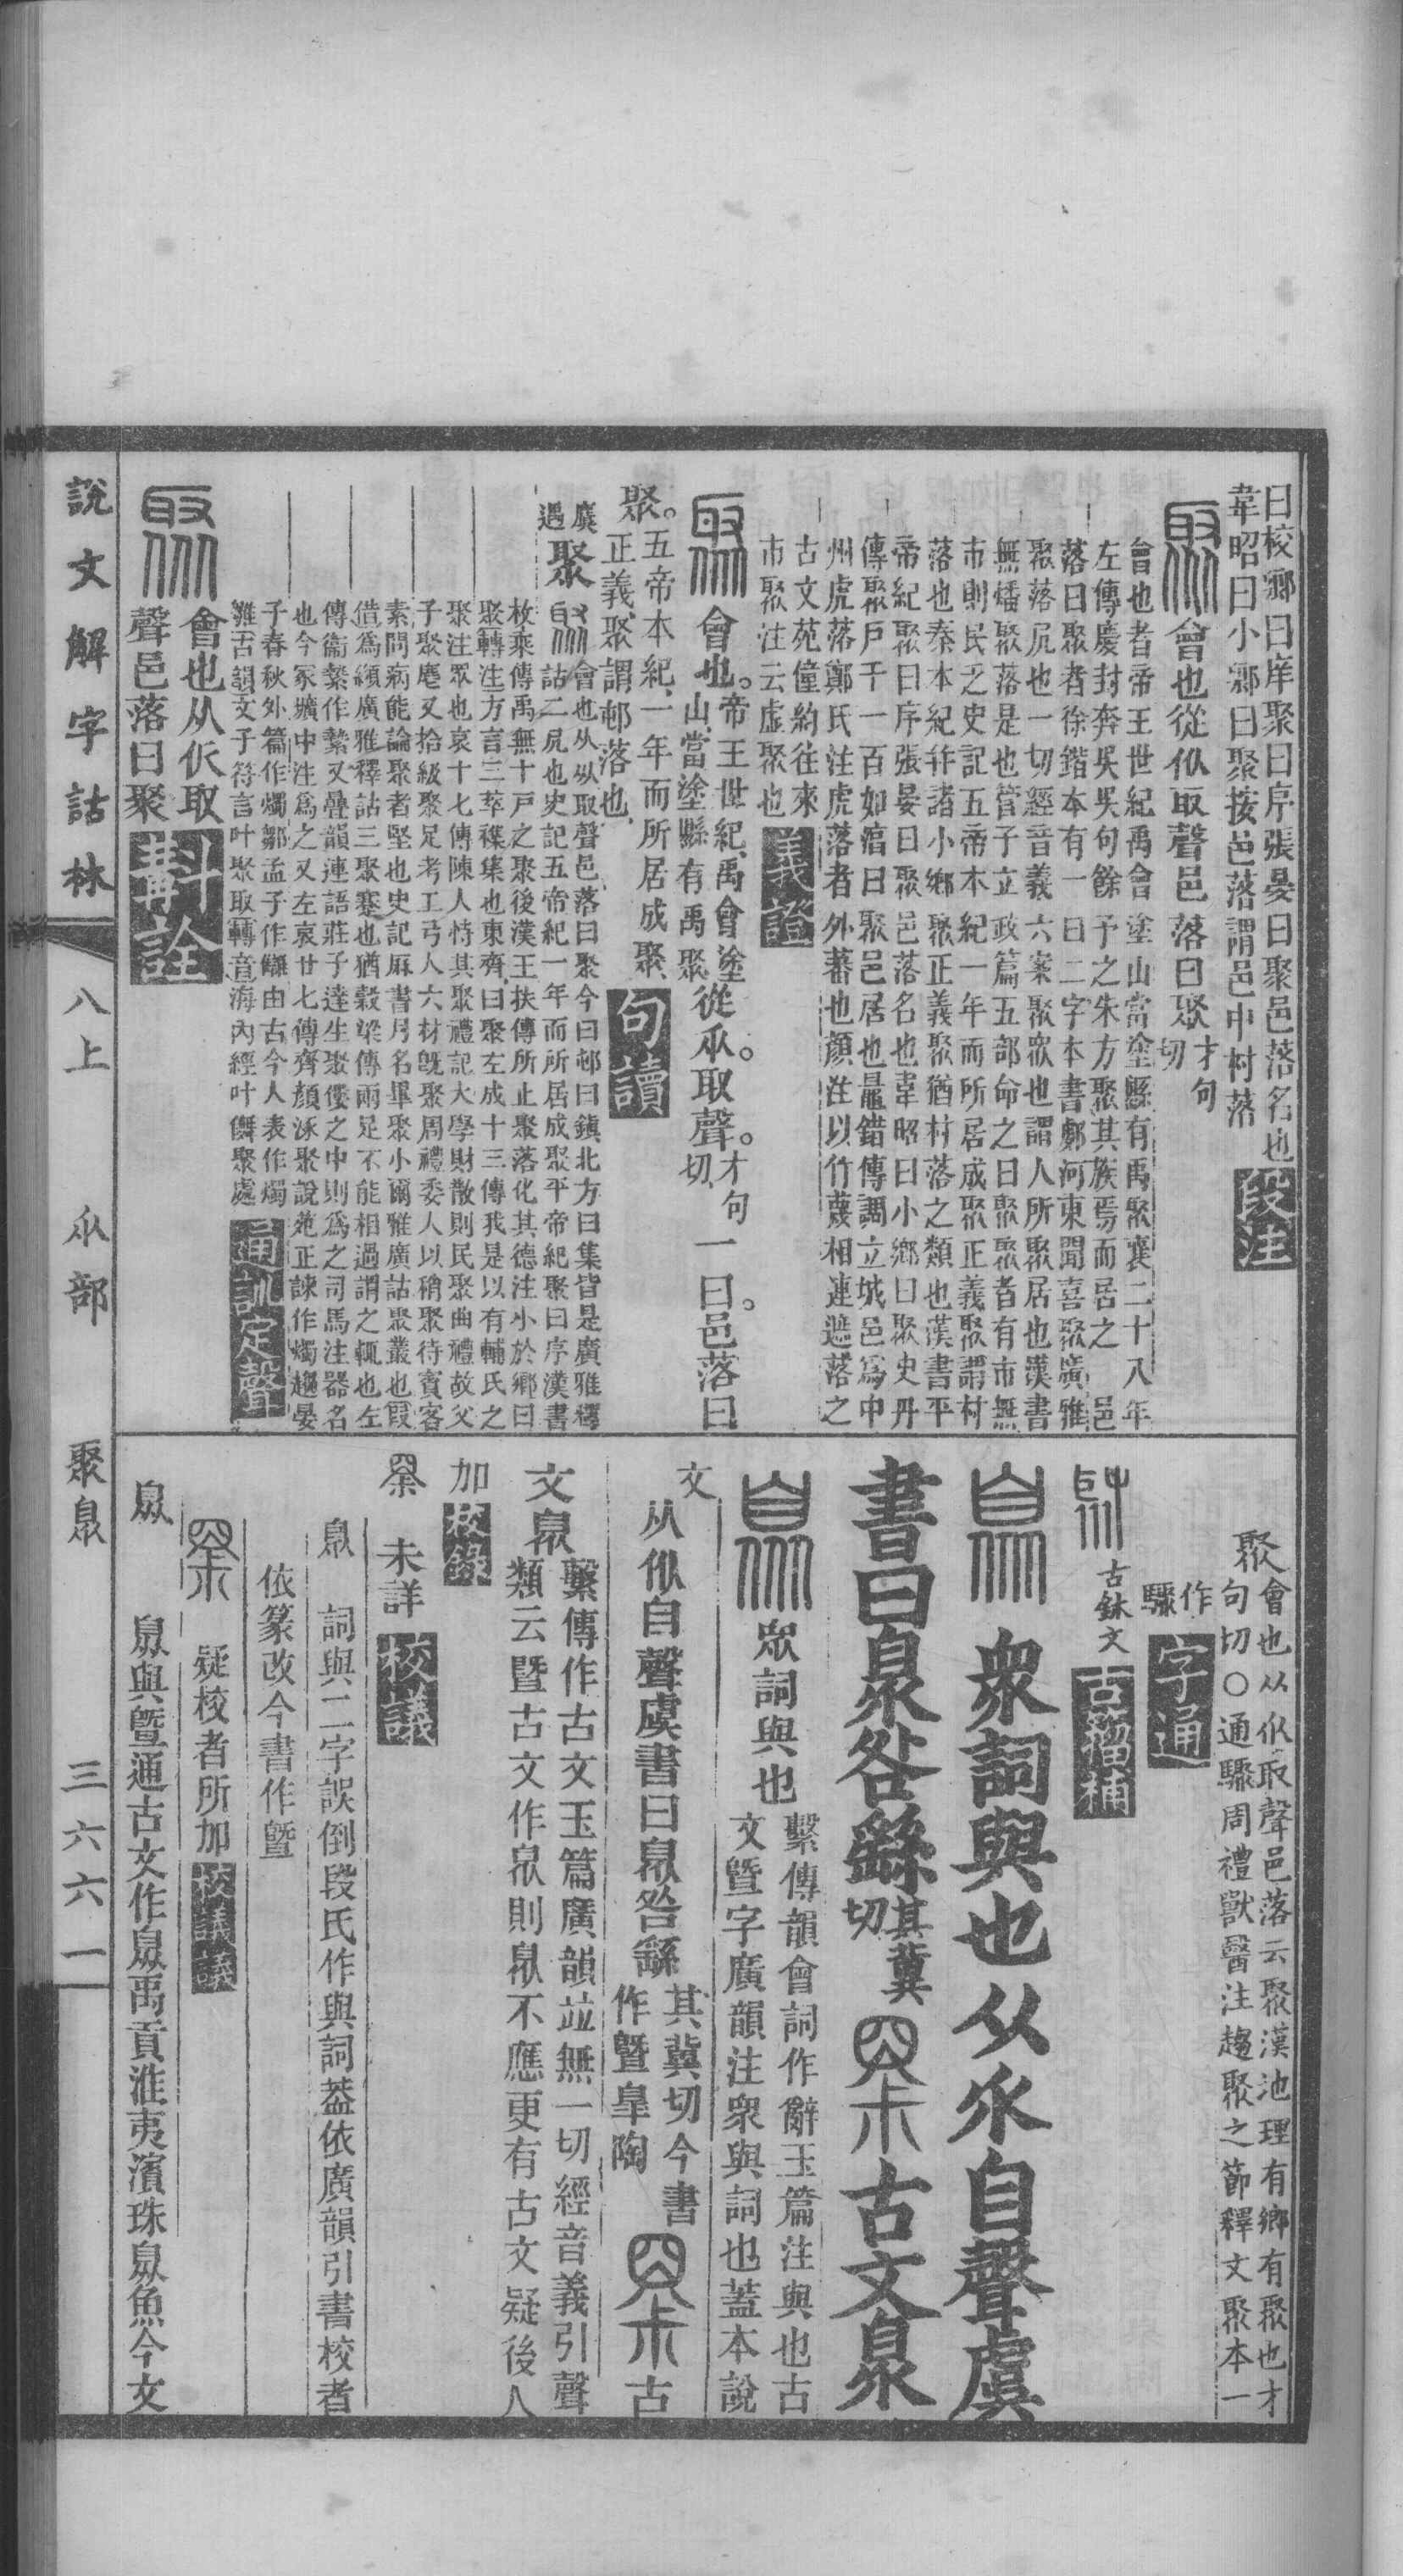 曰校鄉曰庠聚曰序張晏曰聚邑落名也
韋昭曰小鄉曰聚按邑落謂邑中村落
段注
會也從㐺取聲邑落曰聚
才句
切
會也者帝王世紀禹會塗山當塗縣有禹聚襄二十八年
左傳慶封奔吳吳句餘予之朱方聚其族焉而居之 邑
落曰聚者徐鍇本有一曰二字本書鄡河東聞喜聚廣雅
聚落凥也一切經音義六案聚眾也謂人所聚居也漢書
無燔聚落是也管子立政篇五部命之曰聚聚者有市無
市則民乏史記五帝本紀一年而所居成聚正義聚謂村
落也秦本紀并諸小鄉聚正義聚猶村落之類也漢書平
帝紀聚曰序張晏曰聚邑落名也韋昭曰小鄉曰聚史丹
傳聚戶千一百如淳曰聚邑居也鼂錯傳調立城邑爲中
州虎落鄭氏注虎落者外蕃也顏注以竹蔑相連遮落之
古文苑僮約往來
市聚注云虛聚也
義證
會也。
帝王世紀、禹會塗
山、當塗縣有禹聚、
從㐺。取聲。
才句
切、
一曰。邑落曰
聚。
五帝本紀、一年而所居成聚、
正義、聚謂邨落也、
句讀
廣
遇
聚
會也从㐺取聲邑落曰聚今曰邨曰鎮北方曰集皆是廣雅釋
詁二凥也史記五帝紀一年而所居成聚平帝紀聚曰序漢書
枚乘傳禹無十戶之聚後漢王扶傳所止聚落化其德注小於鄉曰
聚轉注方言三萃襍集也東齊曰聚左成十三傳我是以有輔氏之
聚注眾也哀十七傳陳人恃其聚禮記大學財散則民聚曲禮故父
子聚麀又拾級聚足考工弓人六材旣聚周禮委人以稍聚待賓客
素問病能論聚者堅也史記厤書月名畢聚小爾雅廣詁聚叢也叚
借爲緅廣雅釋詁三聚蹇也猶穀梁傳兩足不能相過謂之輒也左
傳衞縶作縶又疊韻連語莊子達生聚僂之中則爲之司馬注器名
也今冢壙中注爲之又左哀廿七傳齊顏涿聚說苑正諫作燭趨晏
子春秋外篇作燭鄒孟子作讎由古今人表作燭
雛古韻文子符言叶聚取轉音海內經叶聚處
通訓定聲
會也从㐺取
聲邑落曰聚
斠詮
聚
會也从㐺取聲邑落云聚漢池理有鄉有聚也才
句切○通驟周禮獸醫注趨聚之節釋文聚本一
作
驟
字通
古鉢文
古籀補
衆詞與也从㐺自聲虞
書曰臮咎繇
其冀
切
古文臮
眾詞與也
繫傳韻會詞作辭玉篇注與也古
文曁字廣韻注衆與詞也蓋本說
文
从㐺自聲虞書曰臮咎繇
其冀切今書
作曁皐陶
古
文臮
繫傳作古文玉篇廣韻竝無一切經音義引聲
類云曁古文作臮則臮不應更有古文疑後人
加
校錄
未詳
校議
臮
詞與二字誤倒段氏作與詞葢依廣韻引書校者
依篆改今書作曁
疑校者所加
校議議
臮
臮與曁通古文作臮禹貢淮夷濱珠臮魚今文
說文解字詁林
八上
㐺部
聚臮
三六六一